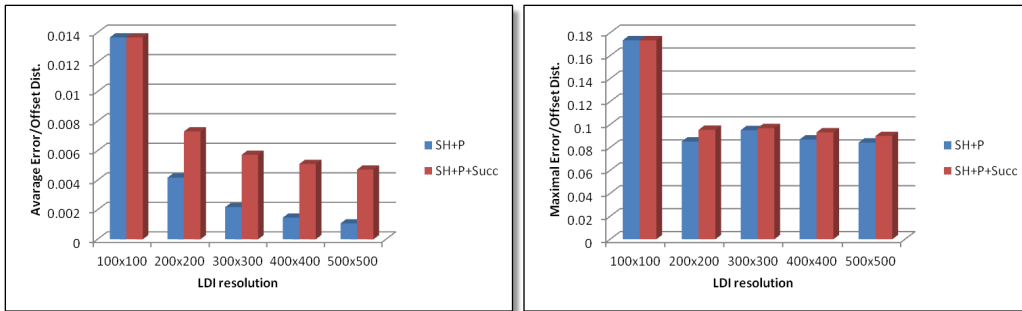 Avarage Error/Offset Dist.
0.014
0.012
0.01
0.008
0.006
0.004
0.002
0
100x100 200x200 300x300 400x400 500x500
LDI resolution
SH+P
SH+P+Succ
Maximal Error/Offset Dist.
0.18
0.16
0.14
0.12
0.1
0.08
0.06
0.04
0.02
0
100x100 200x200 300x300 400x400 500x500
LDI resolution
SH+P
SH+P+Succ